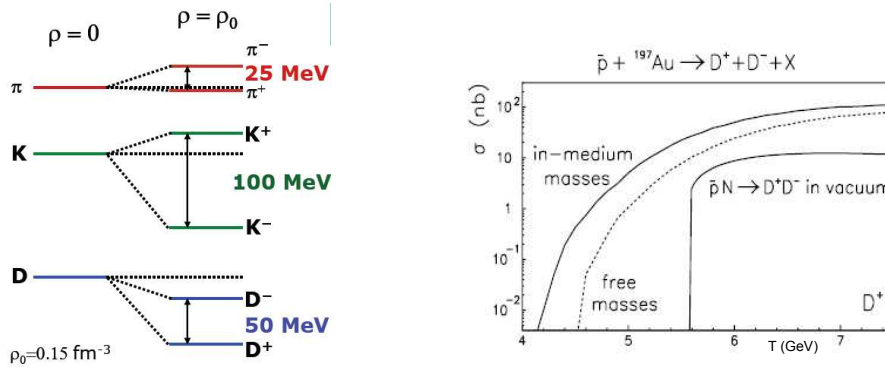 ρ = 0
ρ = ρ₀
π
π⁻
25 MeV
π⁺
K
K⁺
100 MeV
K⁻
D
D⁻
50 MeV
D⁺
ρ₀=0.15 fm⁻³
p̄ + ¹⁹⁷Au → D⁺ + D⁻ + X
σ (nb)
10²
10
1
10⁻¹
10⁻²
in-medium
masses
p̄N → D⁺D⁻ in vacuum
free
masses
D⁺
4
5
6
7
T (GeV)